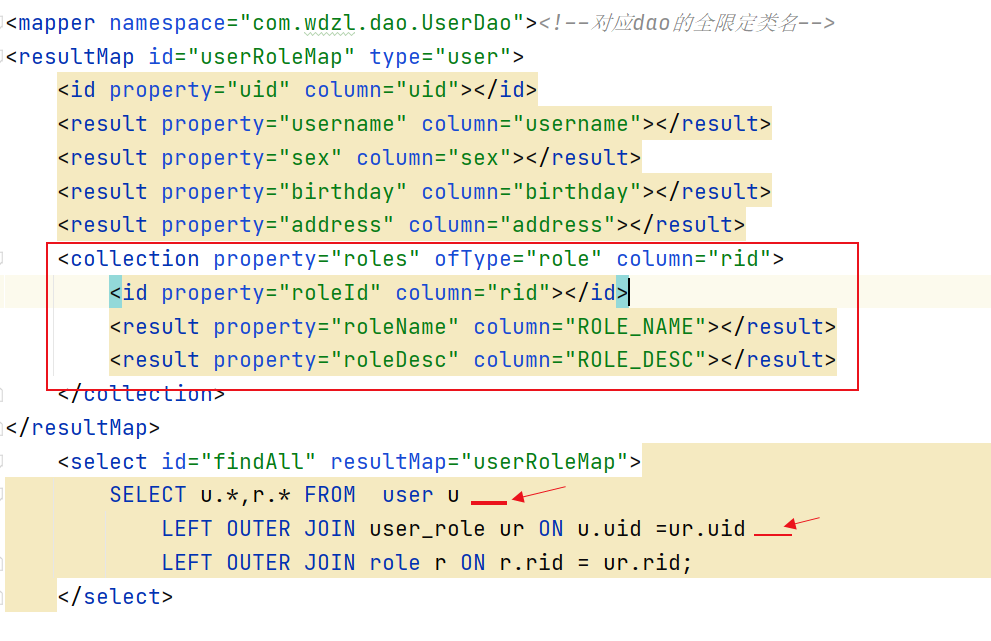 <mapper namespace="com.wdzl.dao.UserDao"><!--对应dao的全限定类名-->
<resultMap id="userRoleMap" type="user">
<id property="uid" column="uid"></id>
<result property="username" column="username"></result>
<result property="sex" column="sex"></result>
<result property="birthday" column="birthday"></result>
<result property="address" column="address"></result>
<collection property="roles" ofType="role" column="rid">
<id property="roleId" column="rid"></id>
<result property="roleName" column="ROLE_NAME"></result>
<result property="roleDesc" column="ROLE_DESC"></result>
</collection>
</resultMap>
<select id="findAll" resultMap="userRoleMap">
SELECT u.*,r.* FROM  user u
LEFT OUTER JOIN user_role ur ON u.uid =ur.uid
LEFT OUTER JOIN role r ON r.rid = ur.rid;
</select>